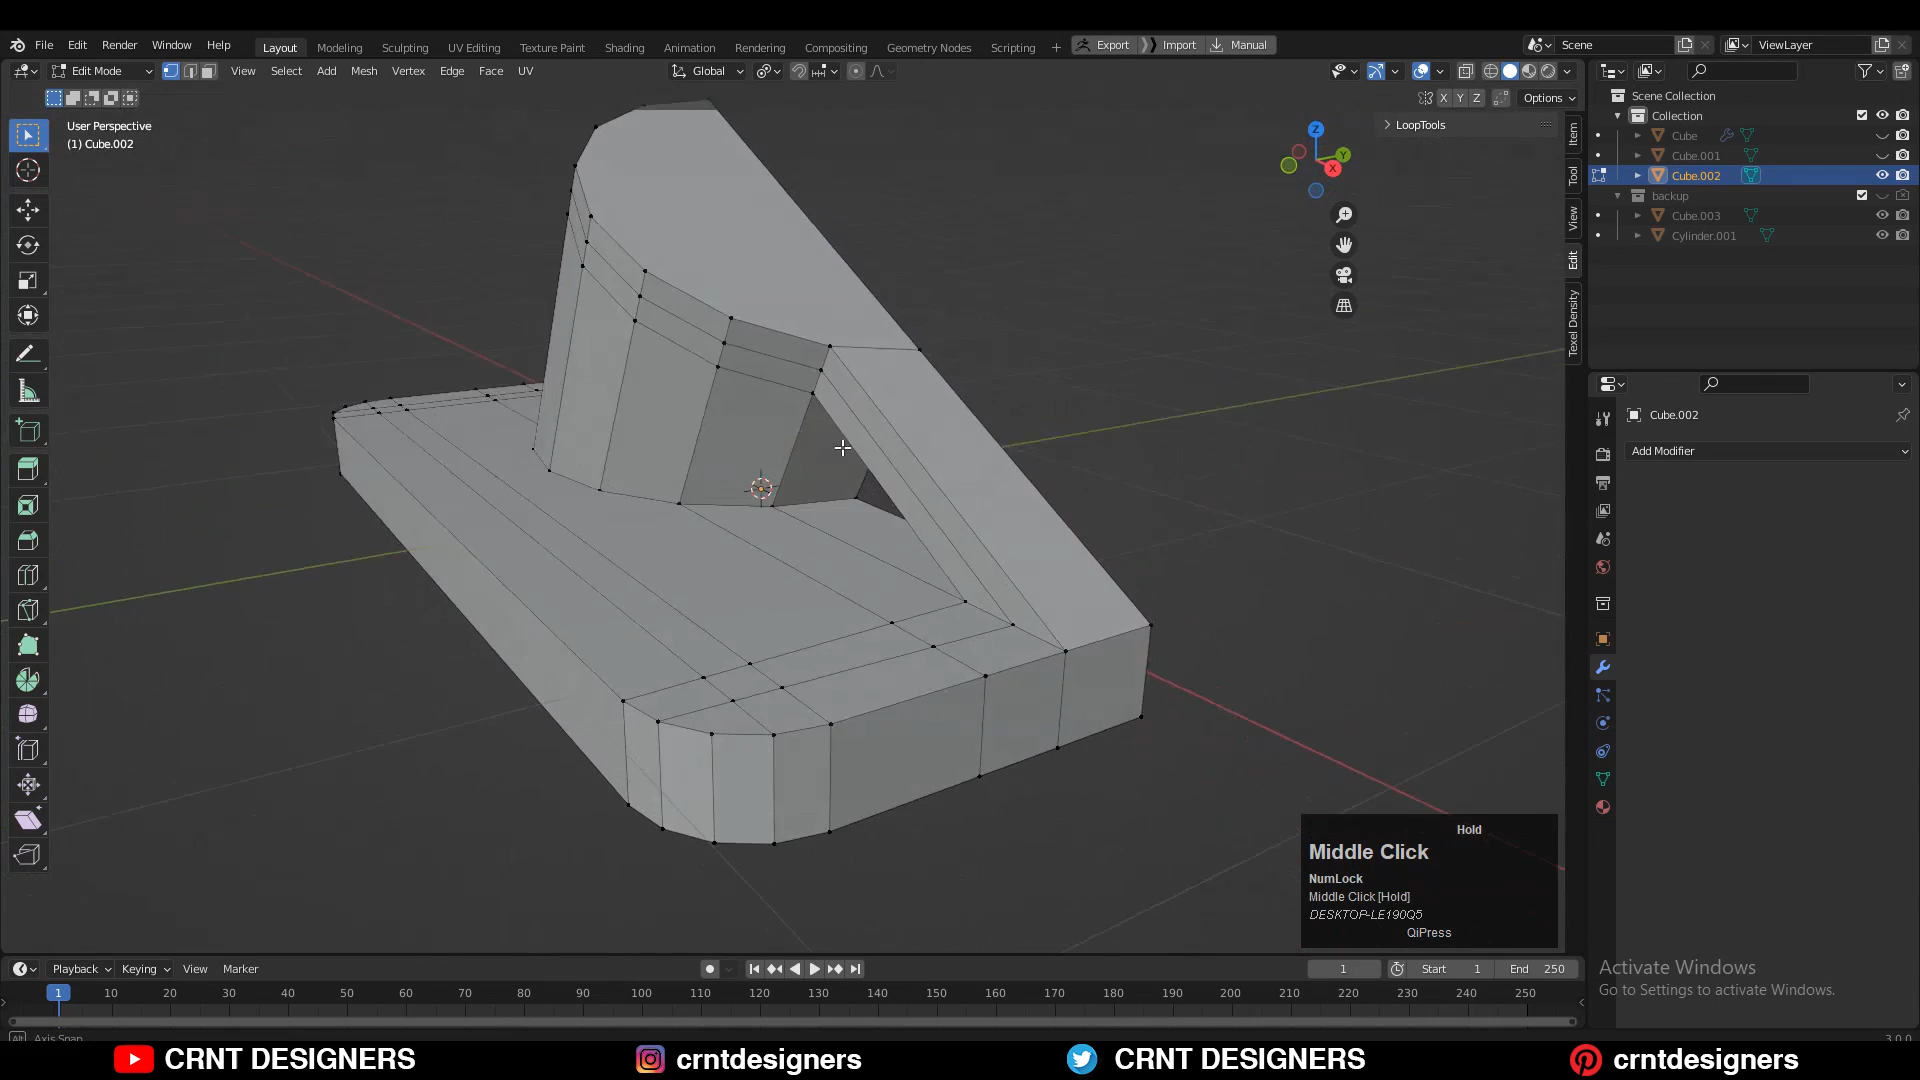 File Edit Render Window Help
Layout Modeling Sculpting UV Editing Texture Paint Shading Animation Rendering Compositing Geometry Nodes Scripting +
Export Import Manual
Scene
ViewLayer
Edit Mode
View Select Add Mesh Vertex Edge Face UV
Global
X Y Z
Options
User Perspective
(1) Cube.002
LoopTools
Z
Y
X
Item
Tool
View
Edit
Texel Density
Scene Collection
Collection
Cube
Cube.001
Cube.002
backup
Cube.003
Cylinder.001
Cube.002
Add Modifier
Hold
Middle Click
NumLock
Middle Click [Hold]
DESKTOP-LE190Q5
QiPress
Playback Keying View Marker
1
Start 1
End 250
1 10 20 30 40 50 60 70 80 90 100 110 120 130 140 150 160 170 180 190 200 210 220 230 240 250
Activate Windows
Go to Settings to activate Windows.
Alt Axis Snap
3.0.0
CRNT DESIGNERS
crntdesigners
CRNT DESIGNERS
crntdesigners